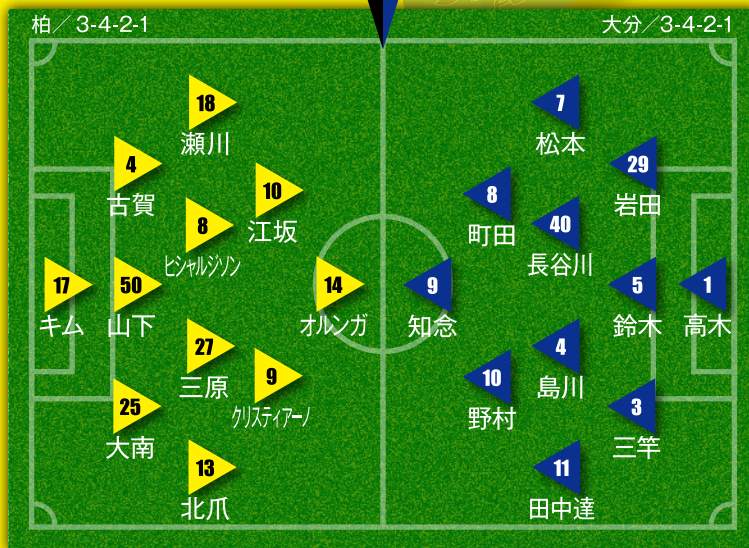 柏／3-4-2-1
大分／3-4-2-1
18
瀬川
4
古賀
10
江坂
8
ヒシャルジソン
17
キム
50
山下
14
オルンガ
27
三原
9
クリスティアーノ
25
大南
13
北爪
7
松本
29
岩田
8
町田
40
長谷川
9
知念
5
鈴木
1
高木
4
島川
10
野村
3
三竿
11
田中達